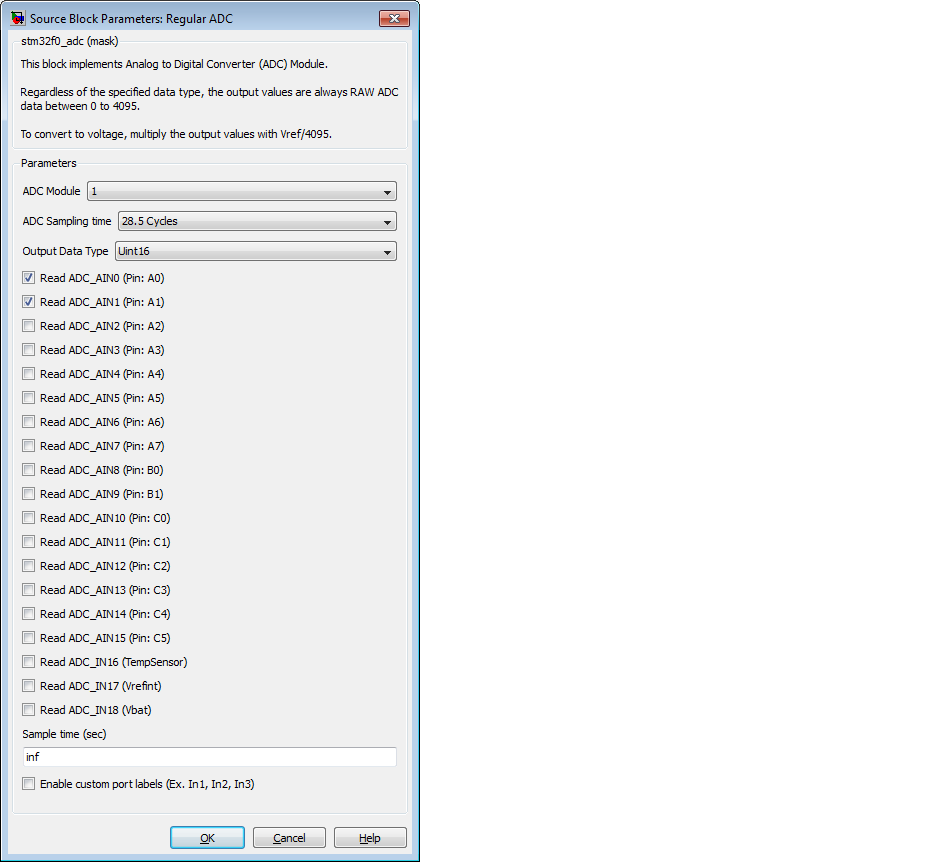 Source Block Parameters: Regular ADC
stm32f0_adc (mask)
This block implements Analog to Digital Converter (ADC) Module.
Regardless of the specified data type, the output values are always RAW ADC
data between 0 to 4095.
To convert to voltage, multiply the output values with Vref/4095.
Parameters
ADC Module 1
ADC Sampling time 28.5 Cycles
Output Data Type Uint16
Read ADC_AIN0 (Pin: A0)
Read ADC_AIN1 (Pin: A1)
Read ADC_AIN2 (Pin: A2)
Read ADC_AIN3 (Pin: A3)
Read ADC_AIN4 (Pin: A4)
Read ADC_AIN5 (Pin: A5)
Read ADC_AIN6 (Pin: A6)
Read ADC_AIN7 (Pin: A7)
Read ADC_AIN8 (Pin: B0)
Read ADC_AIN9 (Pin: B1)
Read ADC_AIN10 (Pin: C0)
Read ADC_AIN11 (Pin: C1)
Read ADC_AIN12 (Pin: C2)
Read ADC_AIN13 (Pin: C3)
Read ADC_AIN14 (Pin: C4)
Read ADC_AIN15 (Pin: C5)
Read ADC_IN16 (TempSensor)
Read ADC_IN17 (Vrefint)
Read ADC_IN18 (Vbat)
Sample time (sec)
inf
Enable custom port labels (Ex. In1, In2, In3)
OK Cancel Help